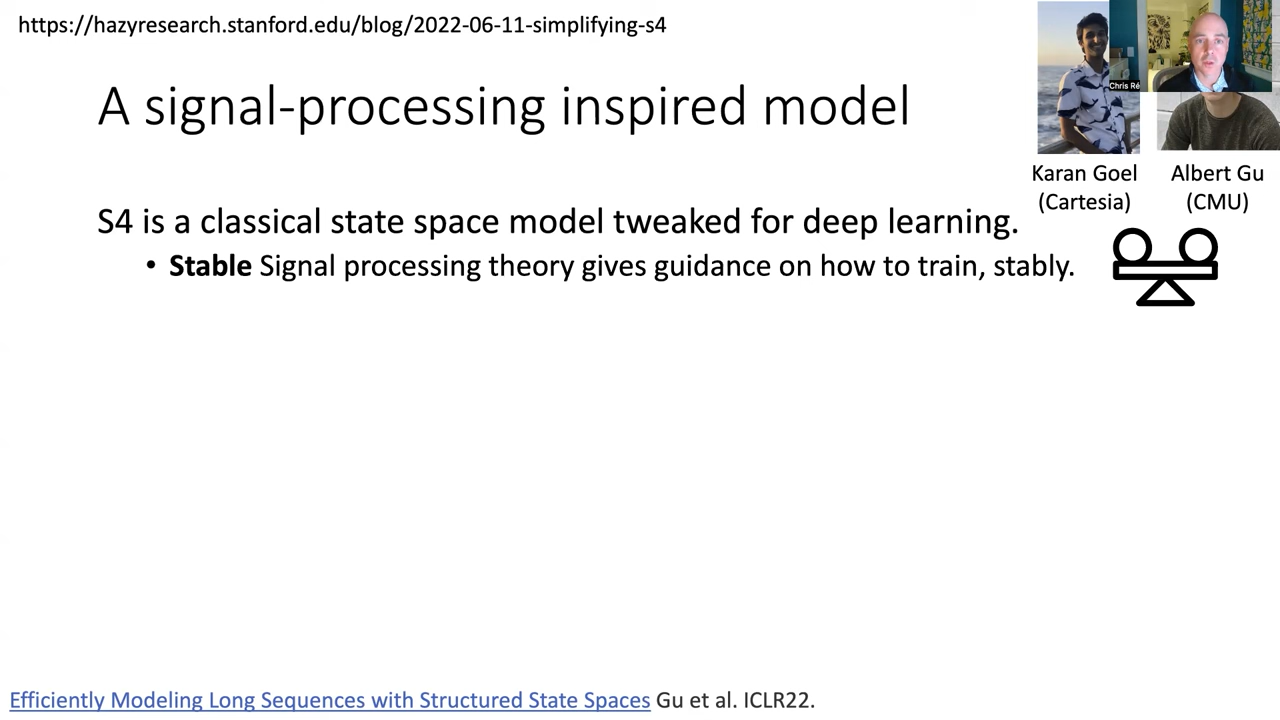 https://hazyresearch.stanford.edu/blog/2022-06-11-simplifying-s4
A signal-processing inspired model
Chris Ré
Karan Goel
(Cartesia)
Albert Gu
(CMU)
S4 is a classical state space model tweaked for deep learning.
• Stable Signal processing theory gives guidance on how to train, stably.
Efficiently Modeling Long Sequences with Structured State Spaces Gu et al. ICLR22.